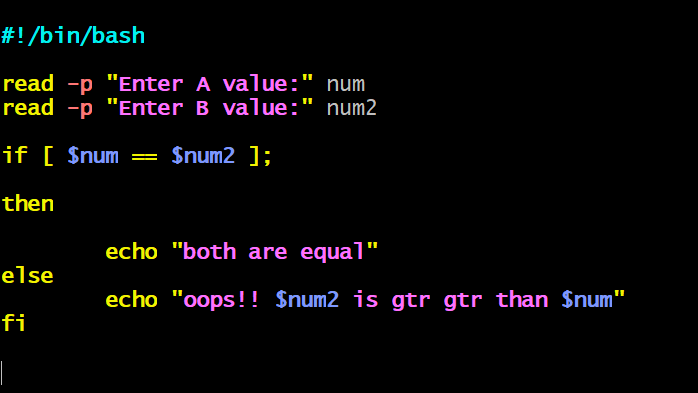 #!/bin/bash
read -p "Enter A value:" num
read -p "Enter B value:" num2
if [ $num == $num2 ];
then
echo "both are equal"
else
echo "oops!! $num2 is gtr gtr than $num"
fi